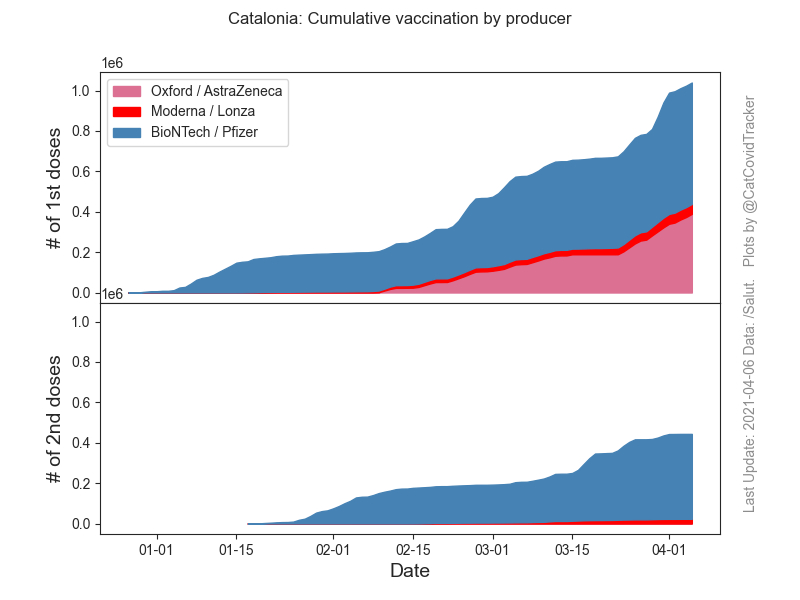 Catalonia: Cumulative vaccination by producer
1e6
Oxford / AstraZeneca
Moderna / Lonza
BioNTech / Pfizer
# of 1st doses
1.0
0.8
0.6
0.4
0.2
0.0
1e6
# of 2nd doses
1.0
0.8
0.6
0.4
0.2
0.0
01-01 01-15 02-01 02-15 03-01 03-15 04-01
Date
Last Update: 2021-04-06 Data: /Salut. Plots by @CatCovidTracker